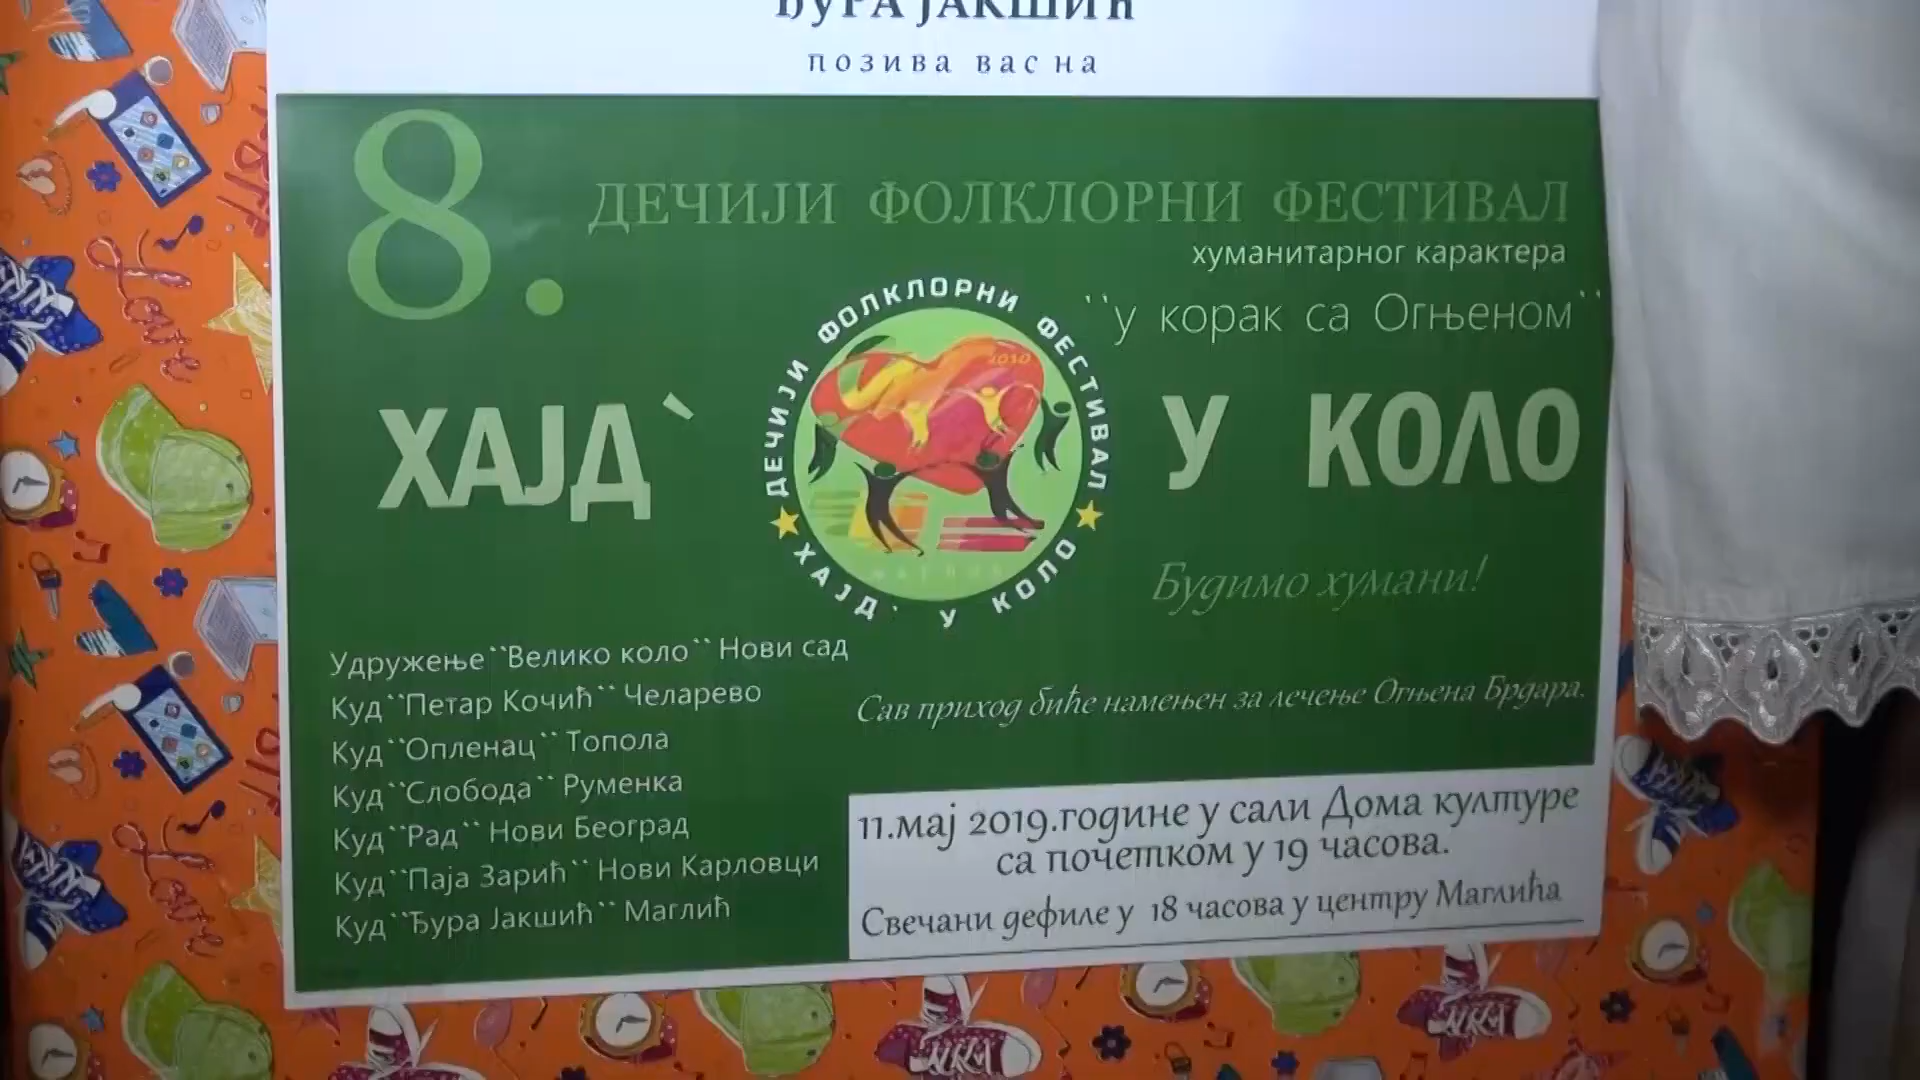 ЂУРА ЈАКШИЋ
позива вас на
8. ДЕЧИЈИ ФОЛКЛОРНИ ФЕСТИВАЛ
хуманитарног карактера
``у корак са Огњеном``
ХАЈД` У КОЛО
ДЕЧИЈИ ФОЛКЛОРНИ ФЕСТИВАЛ
ХАЈД` У КОЛО
2010
Будимо хумани!
Удружење``Велико коло`` Нови сад
Куд``Петар Кочић`` Челарево
Куд``Опленац`` Топола
Куд``Слобода`` Руменка
Куд``Рад`` Нови Београд
Куд``Паја Зарић`` Нови Карловци
Куд``Ђура Јакшић`` Маглић
Сав приход биће намењен за лечење Огњена Брдара.
11.мај 2019.године у сали Дома културе
са почетком у 19 часова.
Свечани дефиле у 18 часова у центру Маглића
Love
Love